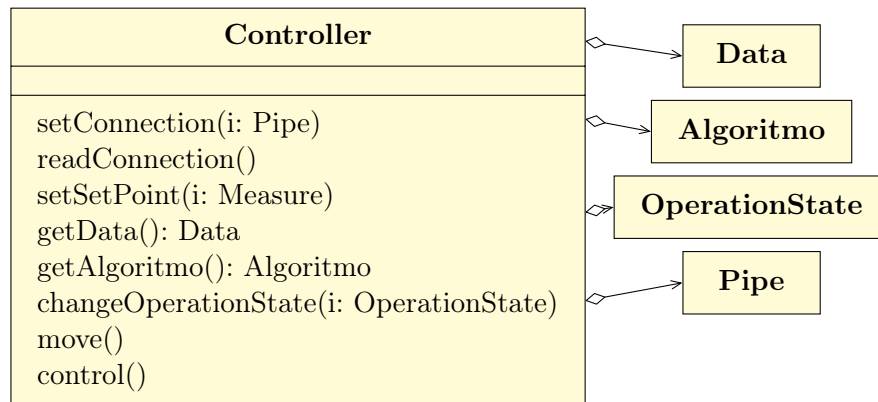 Controller
setConnection(i: Pipe)
readConnection()
setSetPoint(i: Measure)
getData(): Data
getAlgoritmo(): Algoritmo
changeOperationState(i: OperationState)
move()
control()
Data
Algoritmo
OperationState
Pipe